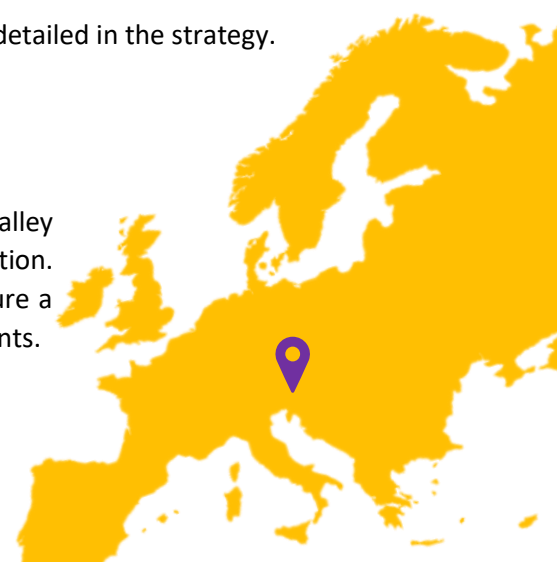 detailed in the strategy.
alley
tion.
ure a
nts.